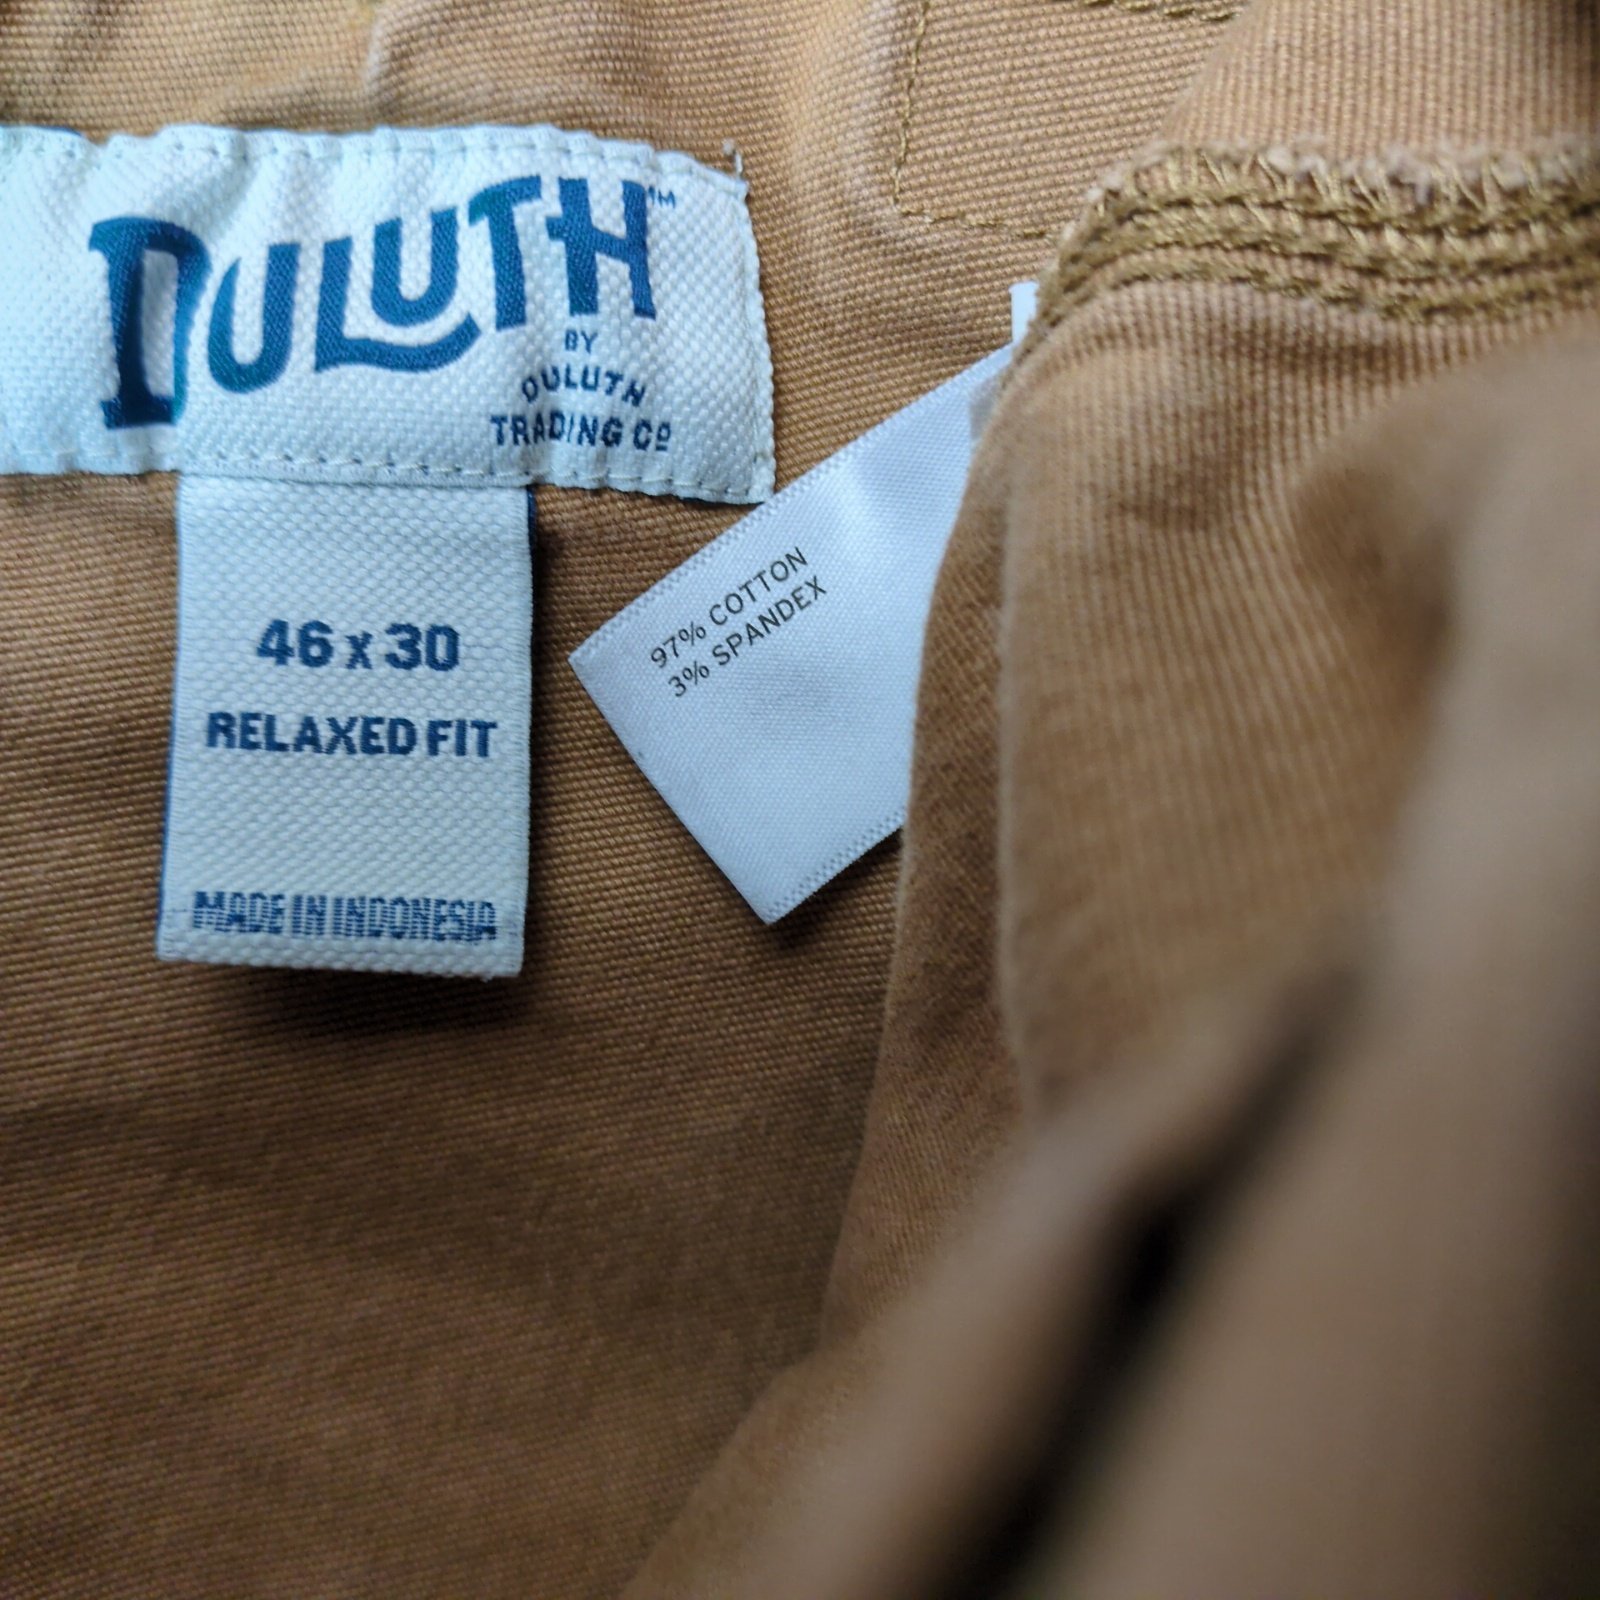 DULUTH™
BY
DULUTH
TRADING Cº
46 x 30
RELAXED FIT
MADE IN INDONESIA
97% COTTON
3% SPANDEX